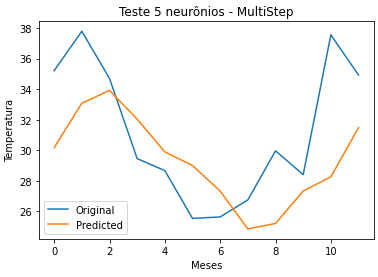 Teste 5 neurônios - MultiStep
38
36
34
32
30
28
26
Temperatura
Original
Predicted
0 2 4 6 8 10
Meses